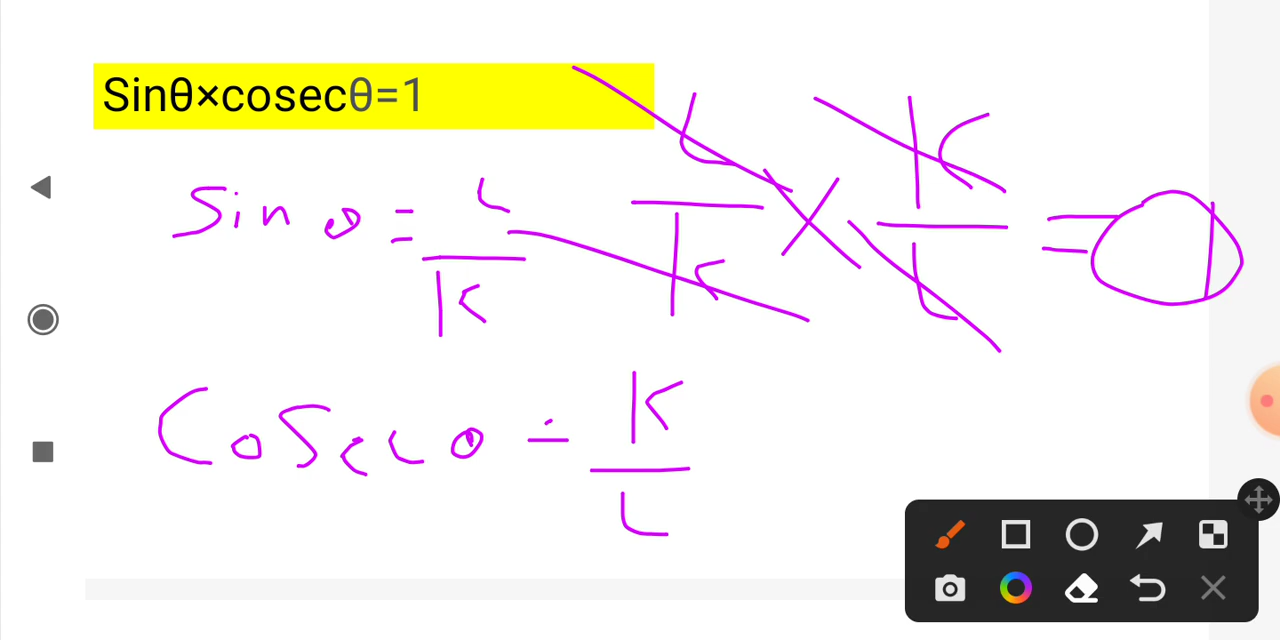 Sinθ×cosecθ=1
L/K × K/L = 1
Sin θ = L/K
Cosec θ = K/L